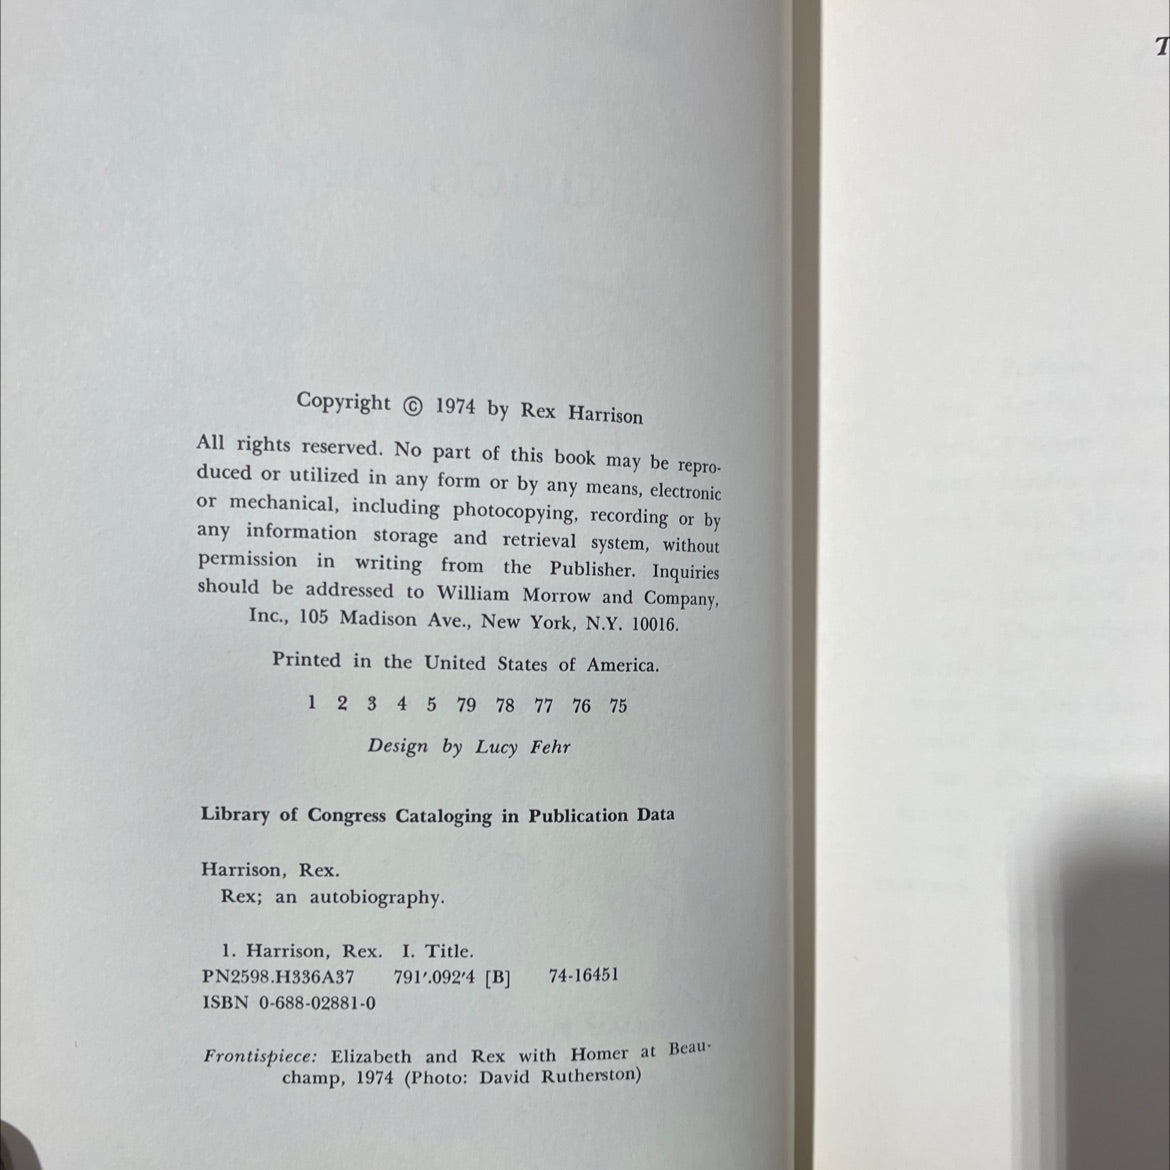 T
Copyright © 1974 by Rex Harrison
All rights reserved. No part of this book may be repro-
duced or utilized in any form or by any means, electronic
or mechanical, including photocopying, recording or by
any information storage and retrieval system, without
permission in writing from the Publisher. Inquiries
should be addressed to William Morrow and Company,
Inc., 105 Madison Ave., New York, N.Y. 10016.
Printed in the United States of America.
1 2 3 4 5 79 78 77 76 75
Design by Lucy Fehr
Library of Congress Cataloging in Publication Data
Harrison, Rex.
Rex; an autobiography.
1. Harrison, Rex. I. Title.
PN2598.H336A37 791′.092′4 [B] 74-16451
ISBN 0-688-02881-0
Frontispiece: Elizabeth and Rex with Homer at Beau-
champ, 1974 (Photo: David Rutherston)